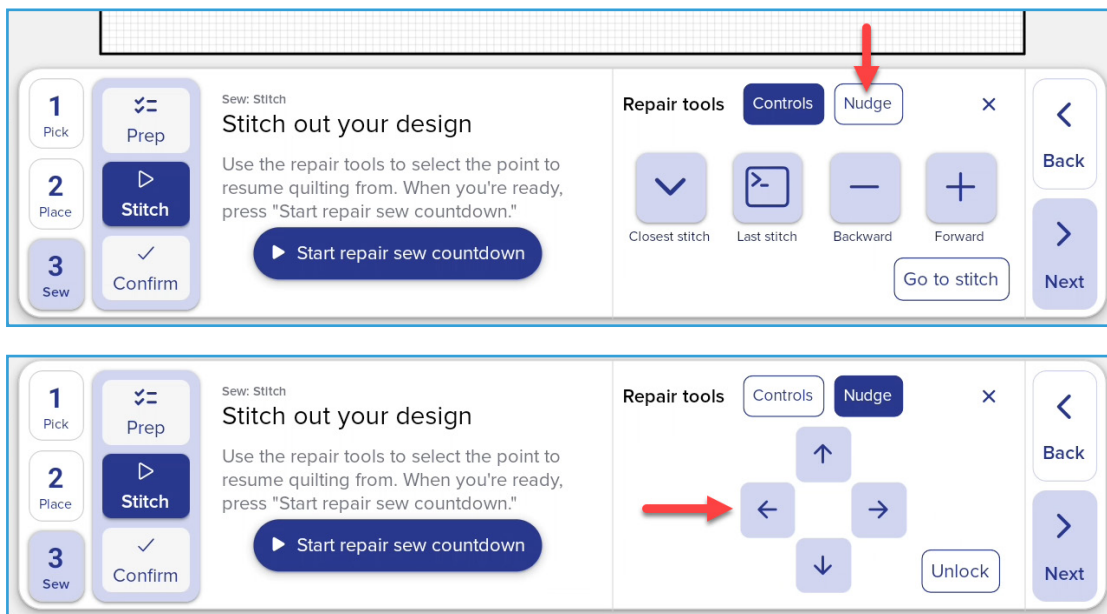 1
Pick
2
Place
3
Sew
Prep
Stitch
Confirm
Sew: Stitch
Stitch out your design
Use the repair tools to select the point to
resume quilting from. When you're ready,
press "Start repair sew countdown."
Start repair sew countdown
Repair tools Controls Nudge
Closest stitch Last stitch Backward Forward
Go to stitch
Back
Next
1
Pick
2
Place
3
Sew
Prep
Stitch
Confirm
Sew: Stitch
Stitch out your design
Use the repair tools to select the point to
resume quilting from. When you're ready,
press "Start repair sew countdown."
Start repair sew countdown
Repair tools Controls Nudge
Unlock
Back
Next